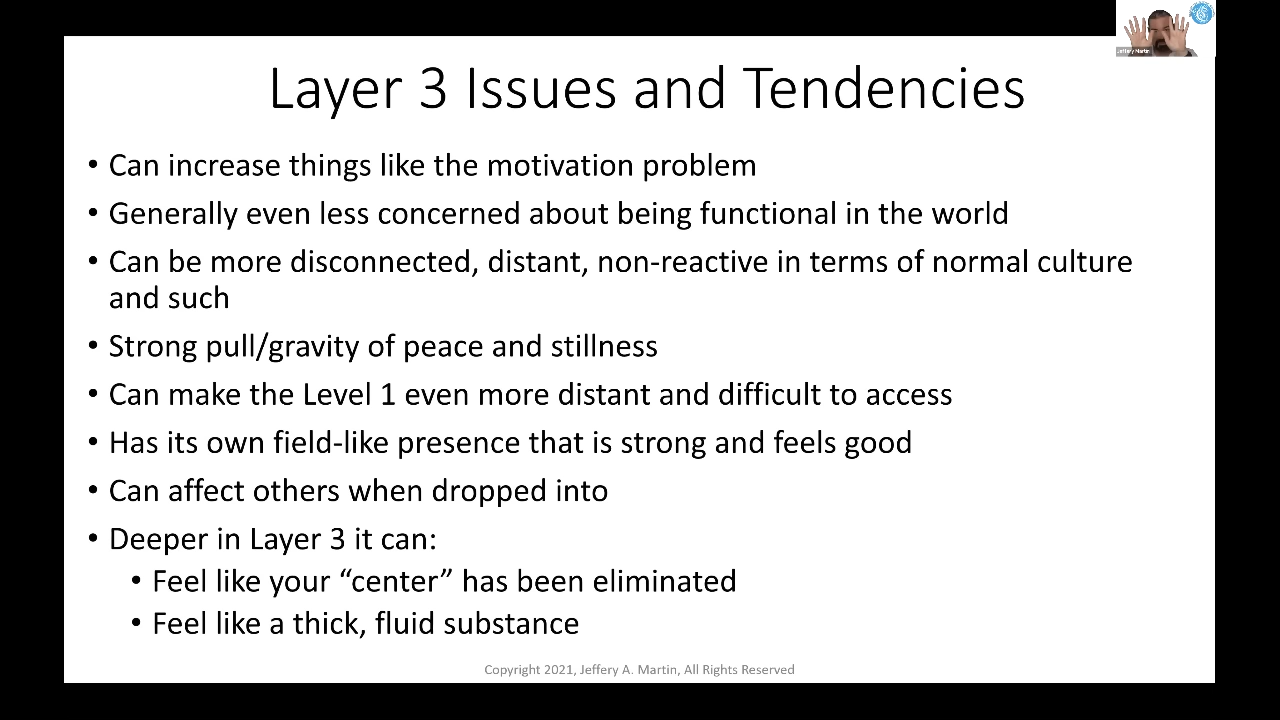 Jeffery Martin
Layer 3 Issues and Tendencies
• Can increase things like the motivation problem
• Generally even less concerned about being functional in the world
• Can be more disconnected, distant, non-reactive in terms of normal culture
and such
• Strong pull/gravity of peace and stillness
• Can make the Level 1 even more distant and difficult to access
• Has its own field-like presence that is strong and feels good
• Can affect others when dropped into
• Deeper in Layer 3 it can:
• Feel like your “center” has been eliminated
• Feel like a thick, fluid substance
Copyright 2021, Jeffery A. Martin, All Rights Reserved